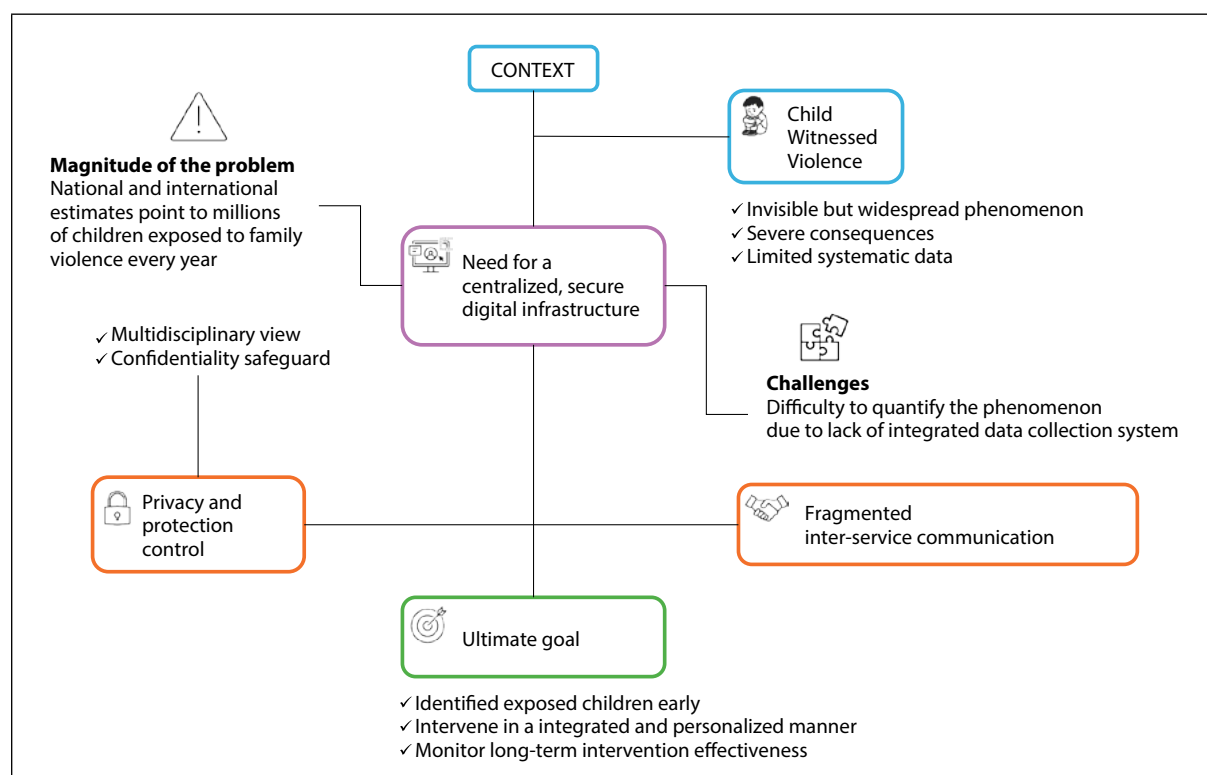 CONTEXT
Child
Witnessed
Violence
✓ Invisible but widespread phenomenon
✓ Severe consequences
✓ Limited systematic data
Magnitude of the problem
National and international
estimates point to millions
of children exposed to family
violence every year
Need for a
centralized, secure
digital infrastructure
✓ Multidisciplinary view
✓ Confidentiality safeguard
Challenges
Difficulty to quantify the phenomenon
due to lack of integrated data collection system
Privacy and
protection
control
Fragmented
inter-service communication
Ultimate goal
✓ Identified exposed children early
✓ Intervene in a integrated and personalized manner
✓ Monitor long-term intervention effectiveness